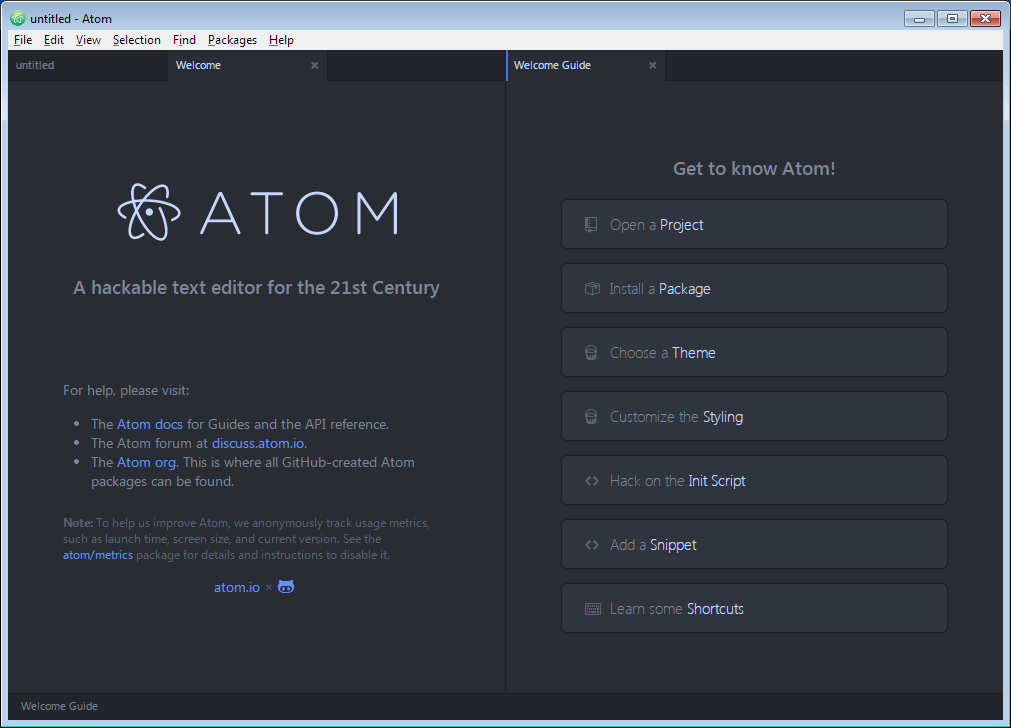 untitled - Atom
File Edit View Selection Find Packages Help
untitled Welcome Welcome Guide
ATOM
A hackable text editor for the 21st Century
For help, please visit:
The Atom docs for Guides and the API reference.
The Atom forum at discuss.atom.io.
The Atom org. This is where all GitHub-created Atom
packages can be found.
Note: To help us improve Atom, we anonymously track usage metrics,
such as launch time, screen size, and current version. See the
atom/metrics package for details and instructions to disable it.
atom.io ×
Get to know Atom!
Open a Project
Install a Package
Choose a Theme
Customize the Styling
Hack on the Init Script
Add a Snippet
Learn some Shortcuts
Welcome Guide